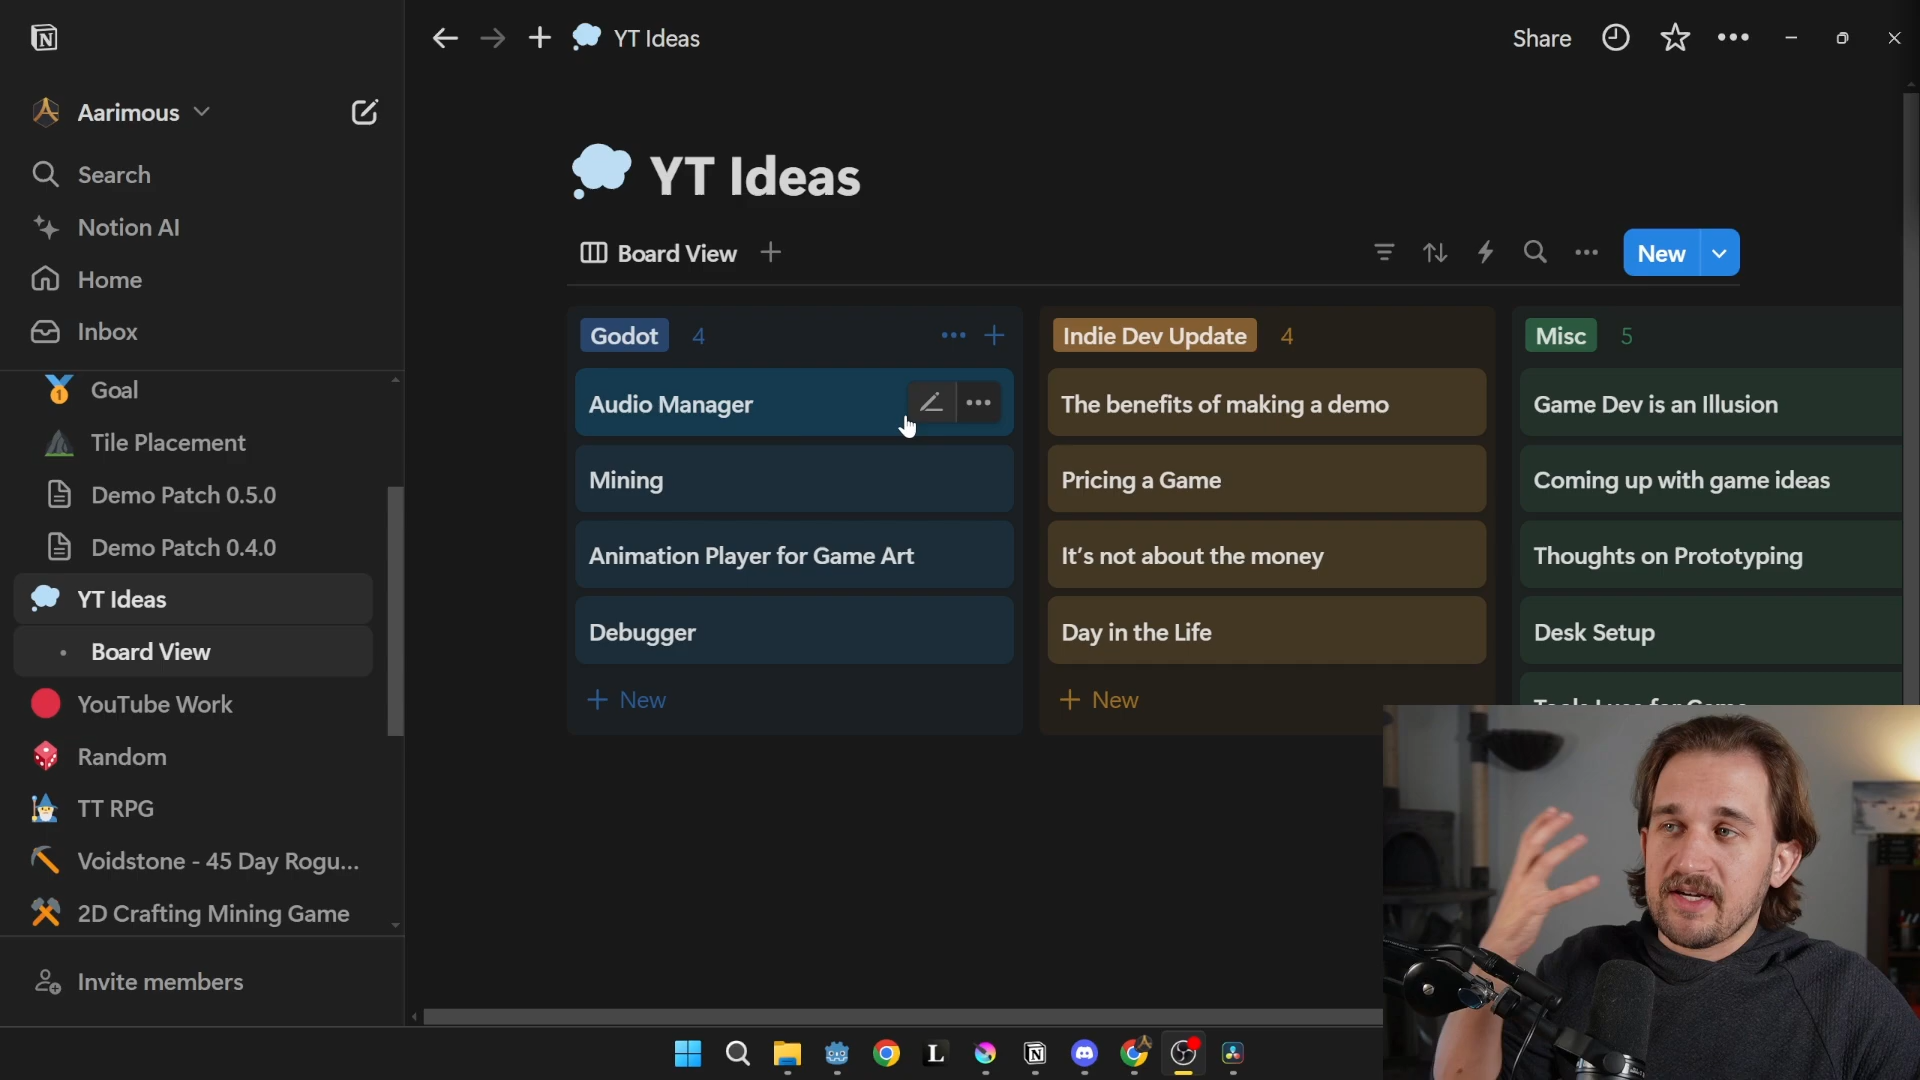 YT Ideas
Share
Aarimous
Search
Notion AI
Home
Inbox
Goal
Tile Placement
Demo Patch 0.5.0
Demo Patch 0.4.0
YT Ideas
Board View
YouTube Work
Random
TT RPG
Voidstone - 45 Day Rogu...
2D Crafting Mining Game
Invite members
YT Ideas
Board View
New
Godot 4
Audio Manager
Mining
Animation Player for Game Art
Debugger
New
Indie Dev Update 4
The benefits of making a demo
Pricing a Game
It's not about the money
Day in the Life
New
Misc 5
Game Dev is an Illusion
Coming up with game ideas
Thoughts on Prototyping
Desk Setup
L